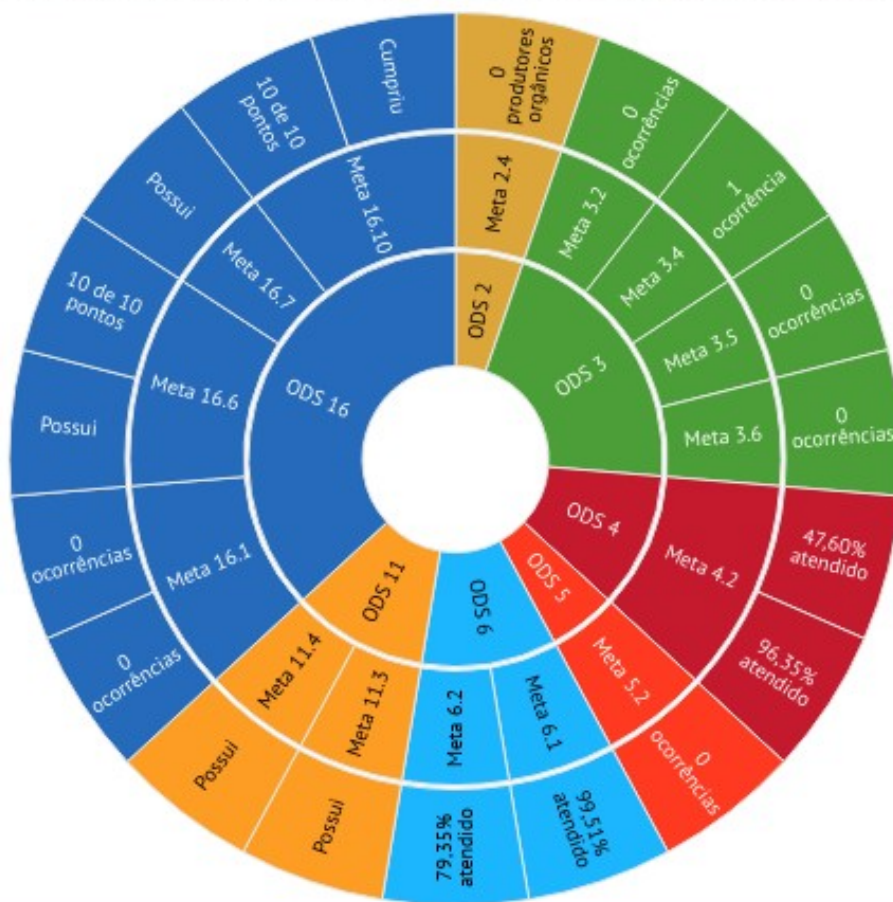 0
produtores
orgânicos
Meta 2.4
ODS 2
0
ocorrências
Meta 3.2
1
ocorrência
Meta 3.4
0
ocorrências
Meta 3.5
0
ocorrências
Meta 3.6
ODS 3
47,60%
atendido
96,35%
atendido
Meta 4.2
ODS 4
0
ocorrências
Meta 5.2
ODS 5
99,51%
atendido
Meta 6.1
79,35%
atendido
Meta 6.2
ODS 6
Possui
Meta 11.3
Possui
Meta 11.4
ODS 11
0
ocorrências
0
ocorrências
Meta 16.1
Possui
10 de 10
pontos
Meta 16.6
Possui
Meta 16.7
10 de 10
pontos
Cumpriu
Meta 16.10
ODS 16